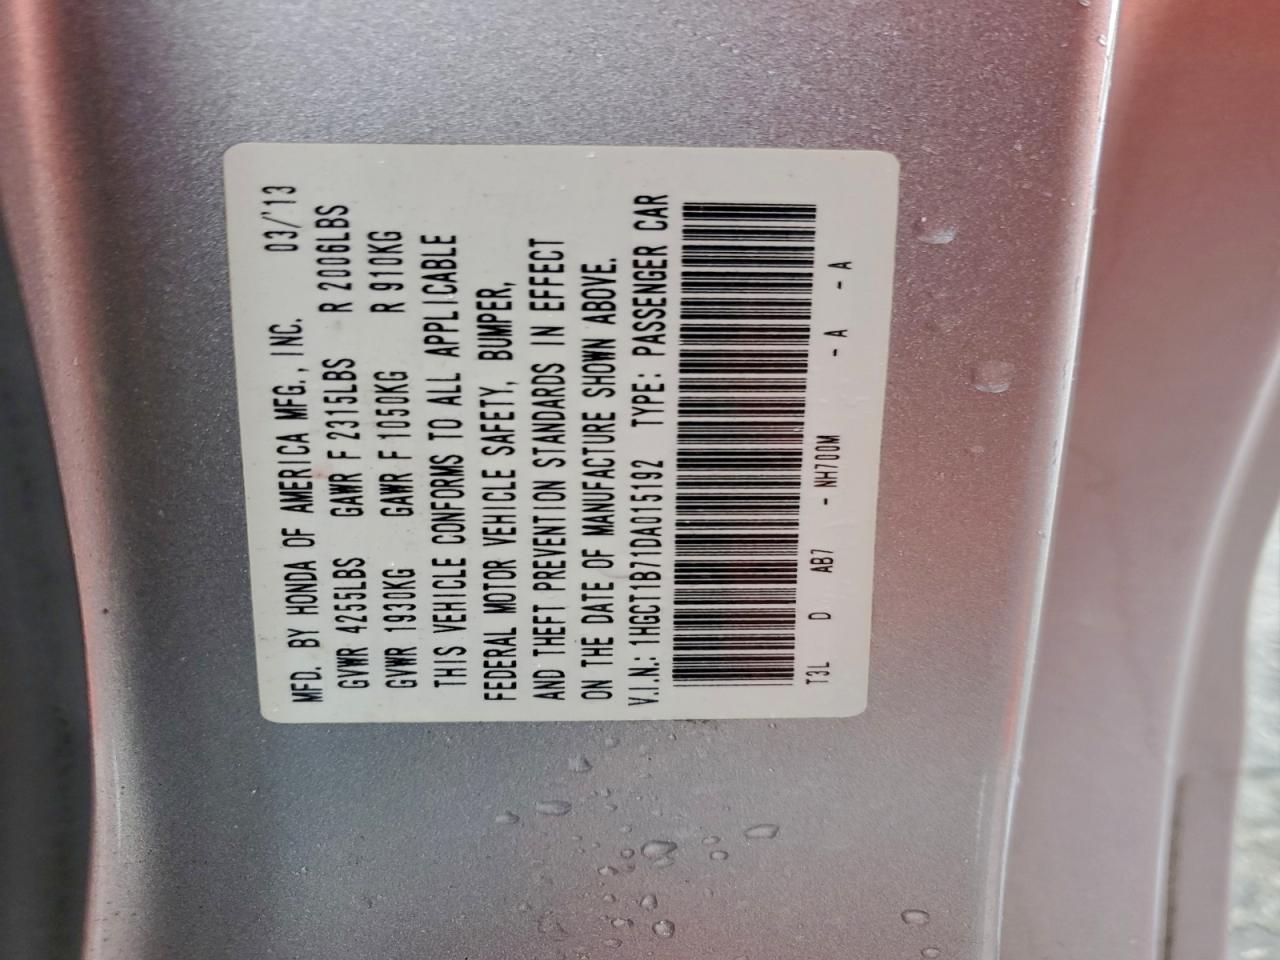 MFD. BY HONDA OF AMERICA MFG., INC. 03/'13
GVWR 4255LBS GAWR F 2315LBS R 2006LBS
GVWR 1930KG GAWR F 1050KG R 910KG
THIS VEHICLE CONFORMS TO ALL APPLICABLE
FEDERAL MOTOR VEHICLE SAFETY, BUMPER,
AND THEFT PREVENTION STANDARDS IN EFFECT
ON THE DATE OF MANUFACTURE SHOWN ABOVE.
V.I.N.: 1HGCT1B71DA015192 TYPE: PASSENGER CAR
T3L D AB7 - NH700M - A - A